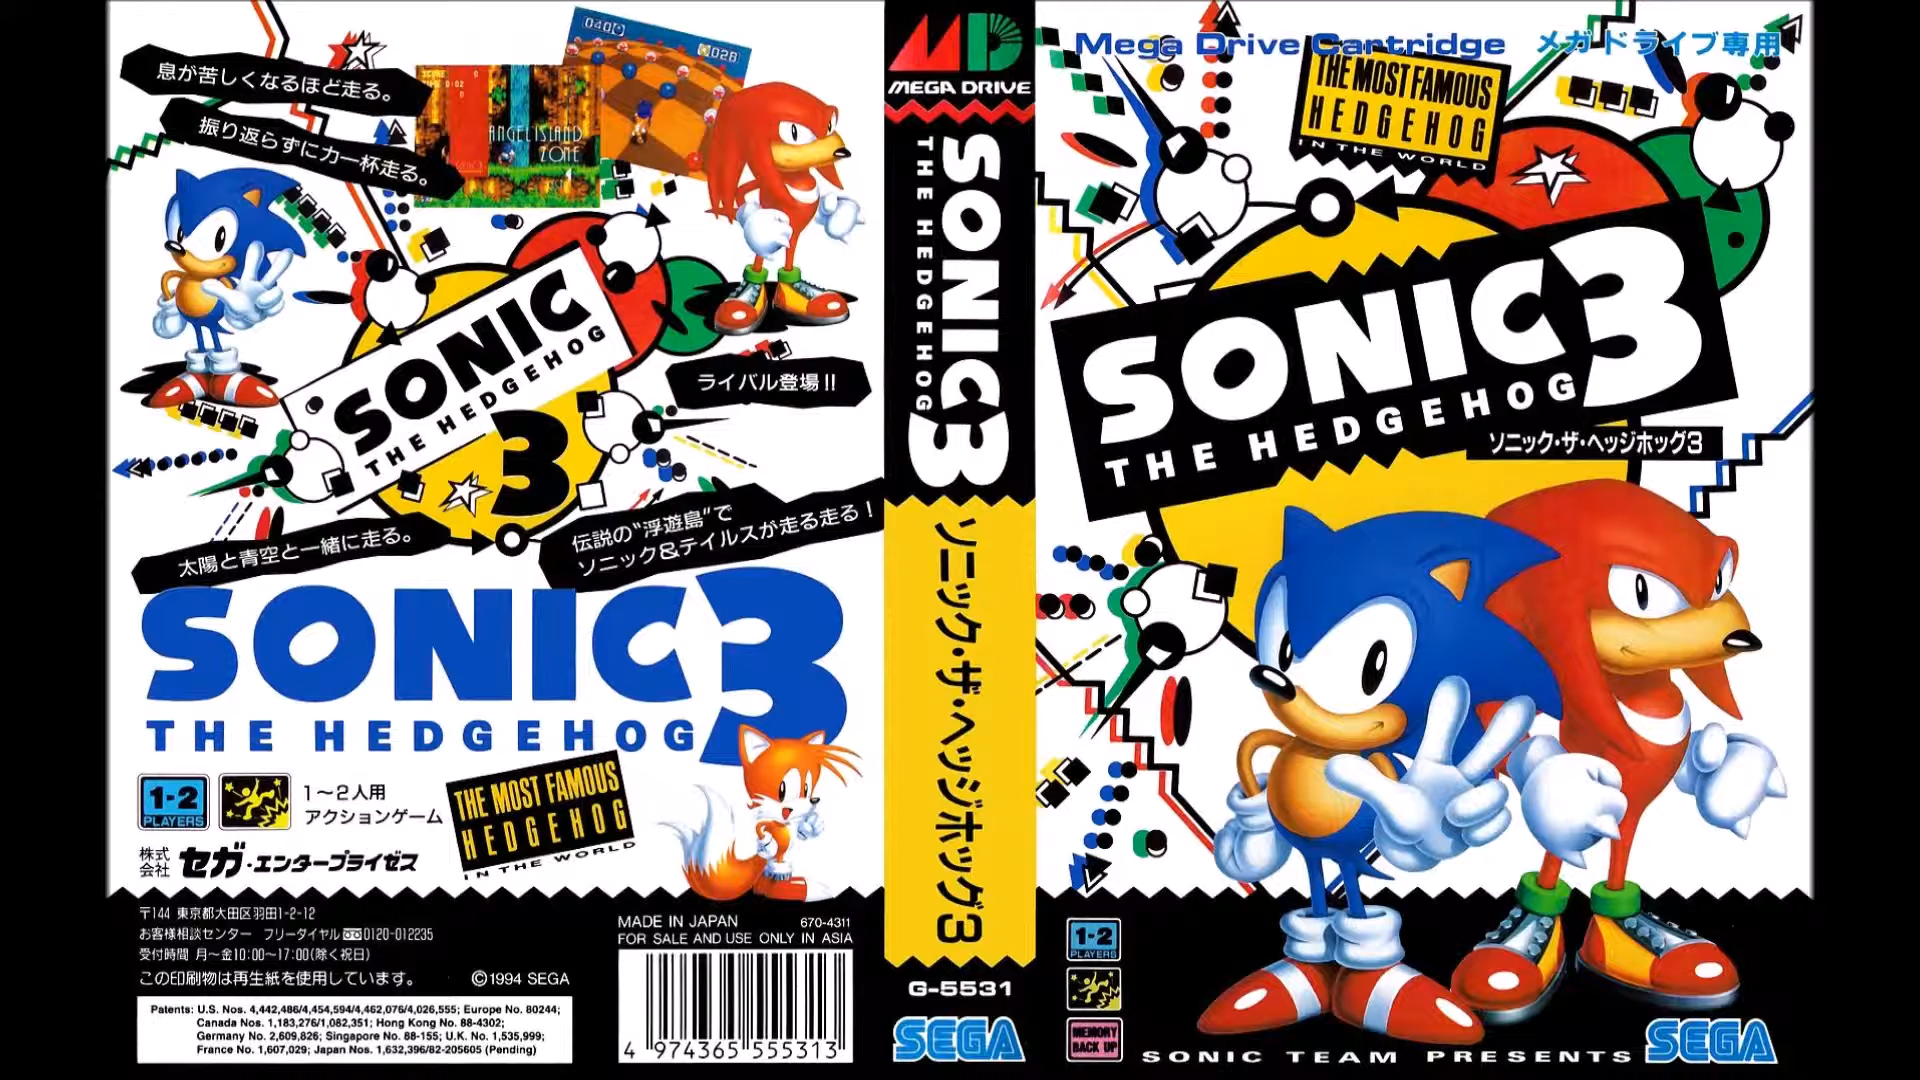 息が苦しくなるほど走る。
振り返らずに力一杯走る。
SCORE 0
0:02
ANGEL ISLAND
ZONE
040
028
SONIC
THE HEDGEHOG
3
ライバル登場!!
太陽と青空と一緒に走る。
伝説の“浮遊島”で
ソニック&テイルスが走る走る!
SONIC 3
THE HEDGEHOG
1-2
PLAYERS
1〜2人用
アクションゲーム
THE MOST FAMOUS
HEDGEHOG
IN THE WORLD
株式会社 セガ・エンタープライゼス
〒144 東京都大田区羽田1-2-12
お客様相談センター フリーダイヤル 0120-012235
受付時間 月〜金10:00〜17:00(除く祝日)
この印刷物は再生紙を使用しています。
©1994 SEGA
Patents: U.S. Nos. 4,442,486/4,454,594/4,462,076/4,026,555; Europe No. 80244;
Canada Nos. 1,183,276/1,082,351; Hong Kong No. 88-4302;
Germany No. 2,609,826; Singapore No. 88-155; U.K. No. 1,535,999;
France No. 1,607,029; Japan Nos. 1,632,396/82-205605 (Pending)
MADE IN JAPAN 670-4311
FOR SALE AND USE ONLY IN ASIA
4 974365 555313
MEGA DRIVE
SONIC 3
THE HEDGEHOG
ソニック・ザ・ヘッジホッグ3
G-5531
SEGA
Mega Drive Cartridge メガドライブ専用
THE MOST FAMOUS
HEDGEHOG
IN THE WORLD
SONIC 3
THE HEDGEHOG
ソニック・ザ・ヘッジホッグ3
1-2
PLAYERS
MEMORY
BACK UP
SONIC TEAM PRESENTS SEGA